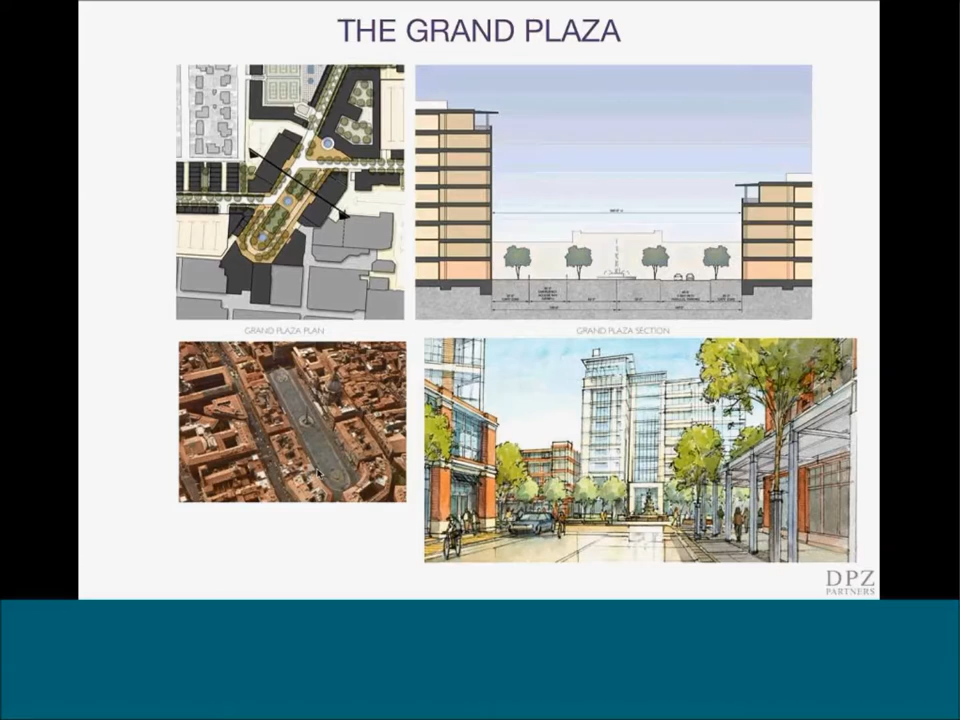 THE GRAND PLAZA
GRAND PLAZA PLAN
GRAND PLAZA SECTION
DPZ
PARTNERS